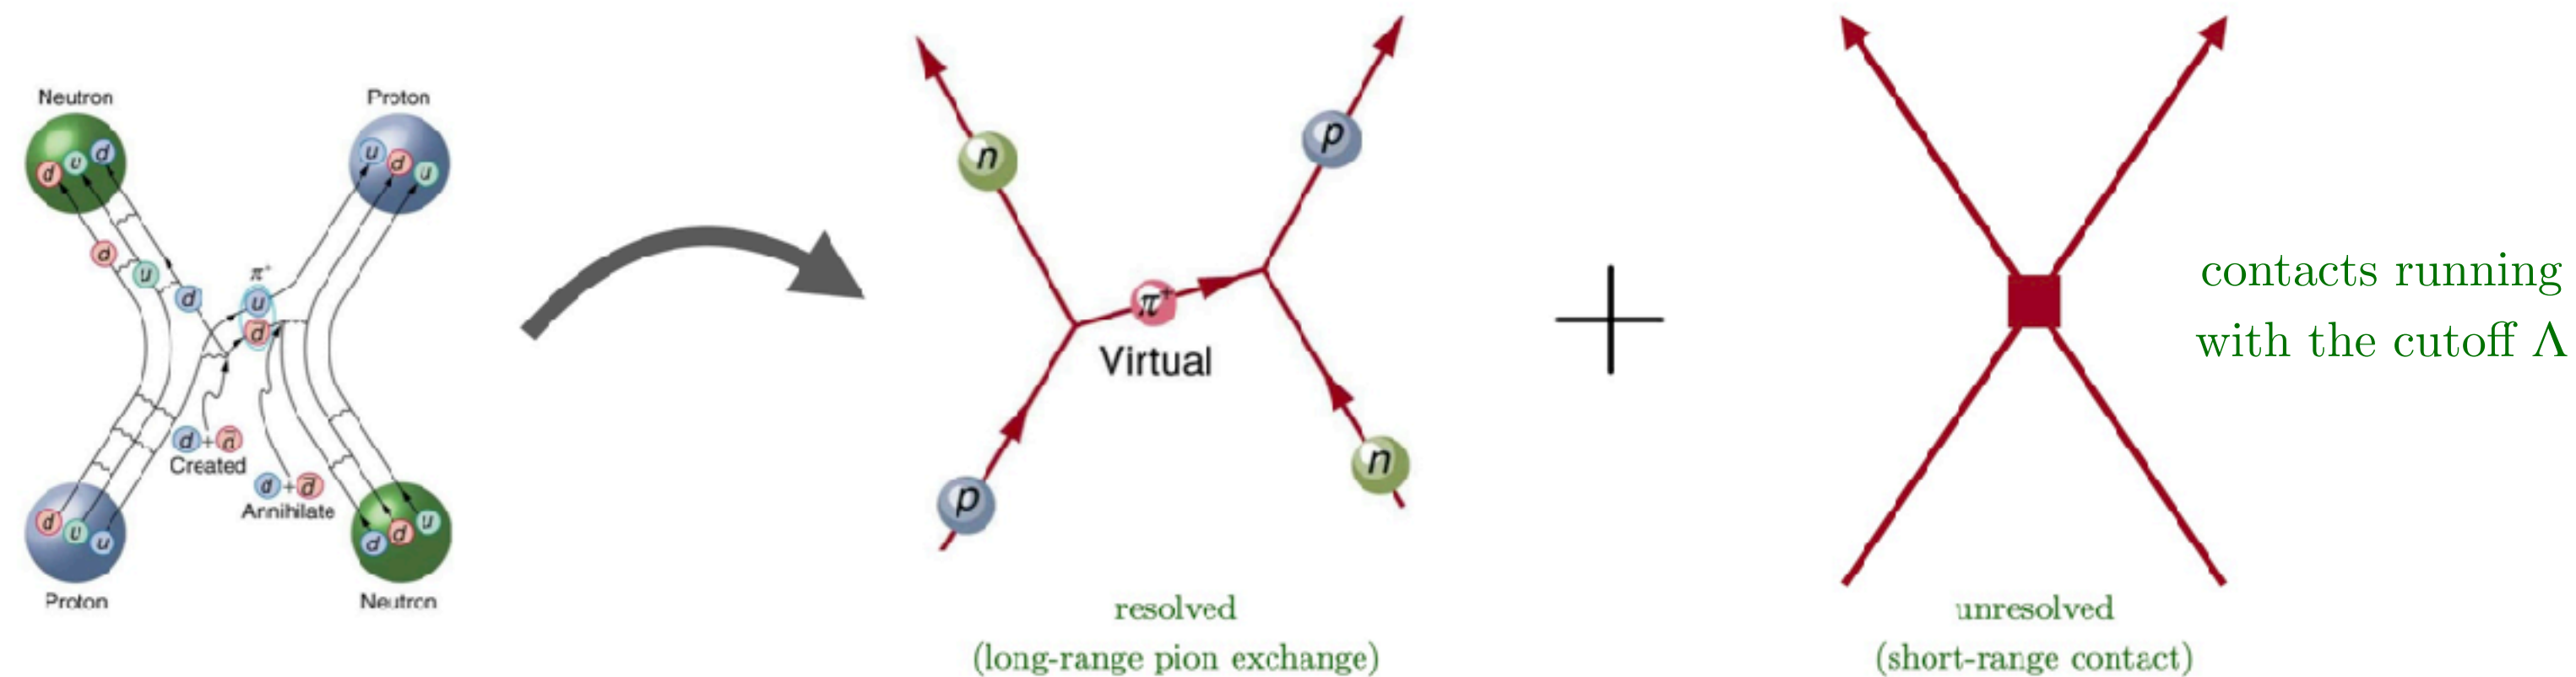 Neutron
Proton
d u d
u d u
d
u
d
π⁺
u
d̄
d + d̄
Created
d + d̄
Annihilate
d u u
d d u
Proton
Neutron
n
p
π⁺
Virtual
p
n
resolved
(long-range pion exchange)
+
unresolved
(short-range contact)
contacts running
with the cutoff Λ